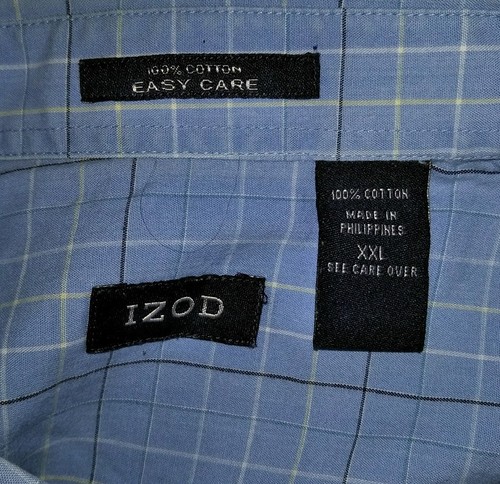 100% COTTON
EASY CARE
IZOD
100% COTTON
MADE IN
PHILIPPINES
XXL
SEE CARE OVER